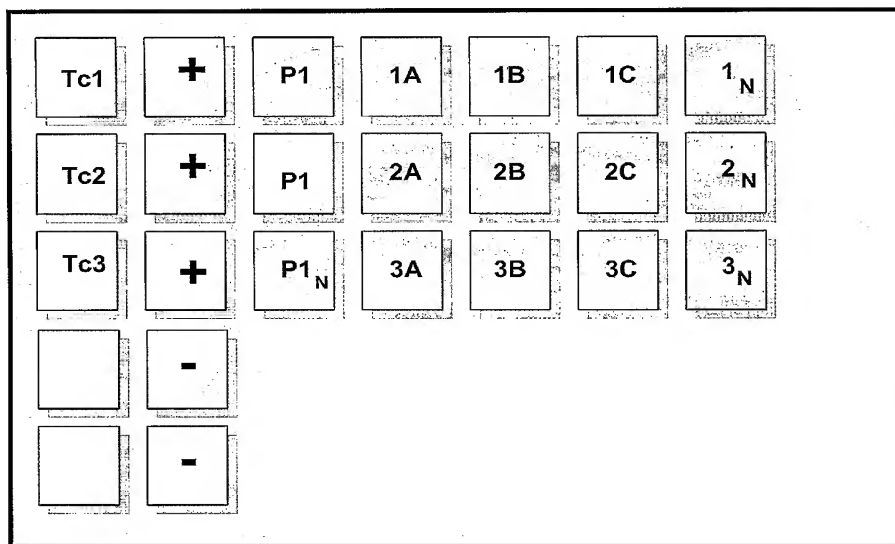 Tc1 + P1 1A 1B 1C 1N
Tc2 + P1 2A 2B 2C 2N
Tc3 + P1N 3A 3B 3C 3N
-
-